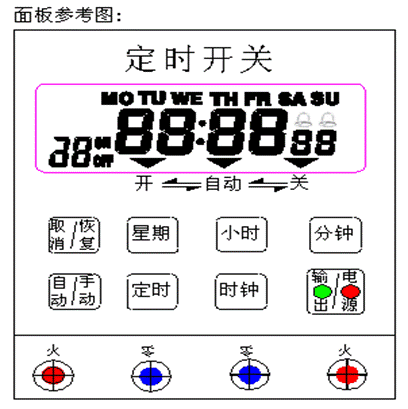 面板参考图:
定时开关
MO TU WE TH FR SA SU
88:88 88
38 ON OFF
开 自动 关
取消/恢复 星期 小时 分钟
自动/手动 定时 时钟 输出/电源
火 零 零 火